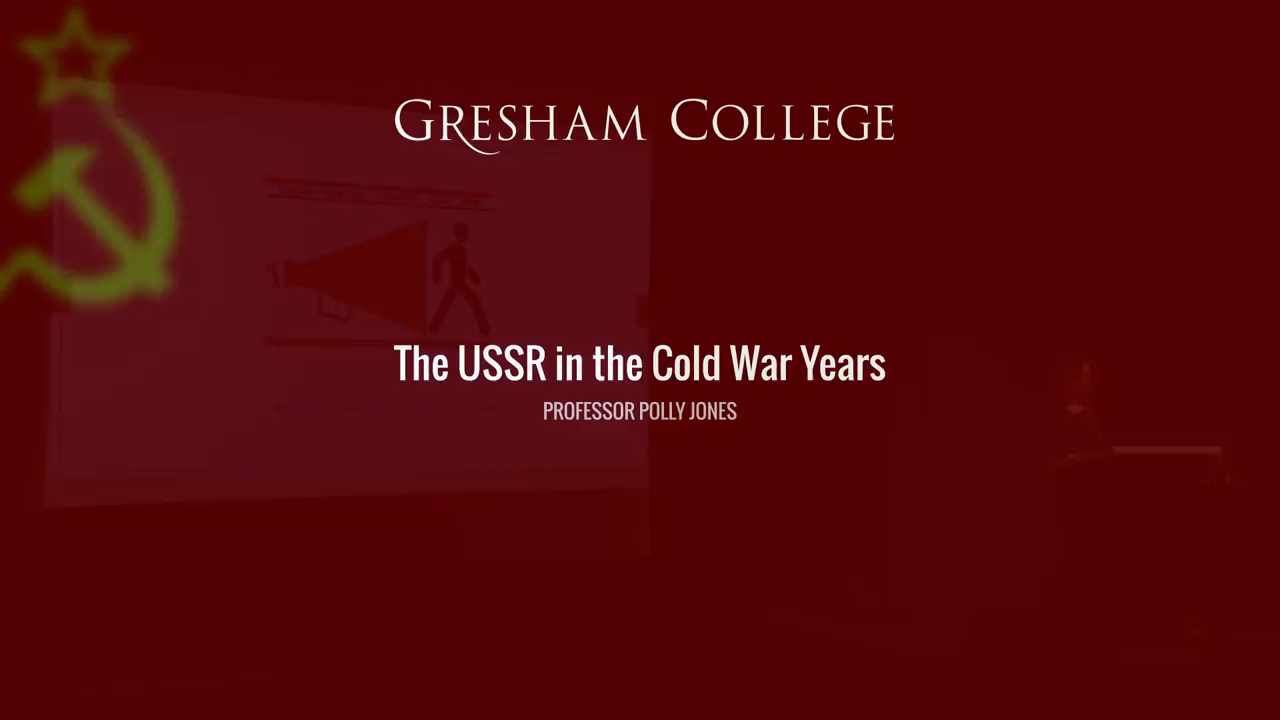 GRESHAM COLLEGE
The USSR in the Cold War Years
PROFESSOR POLLY JONES